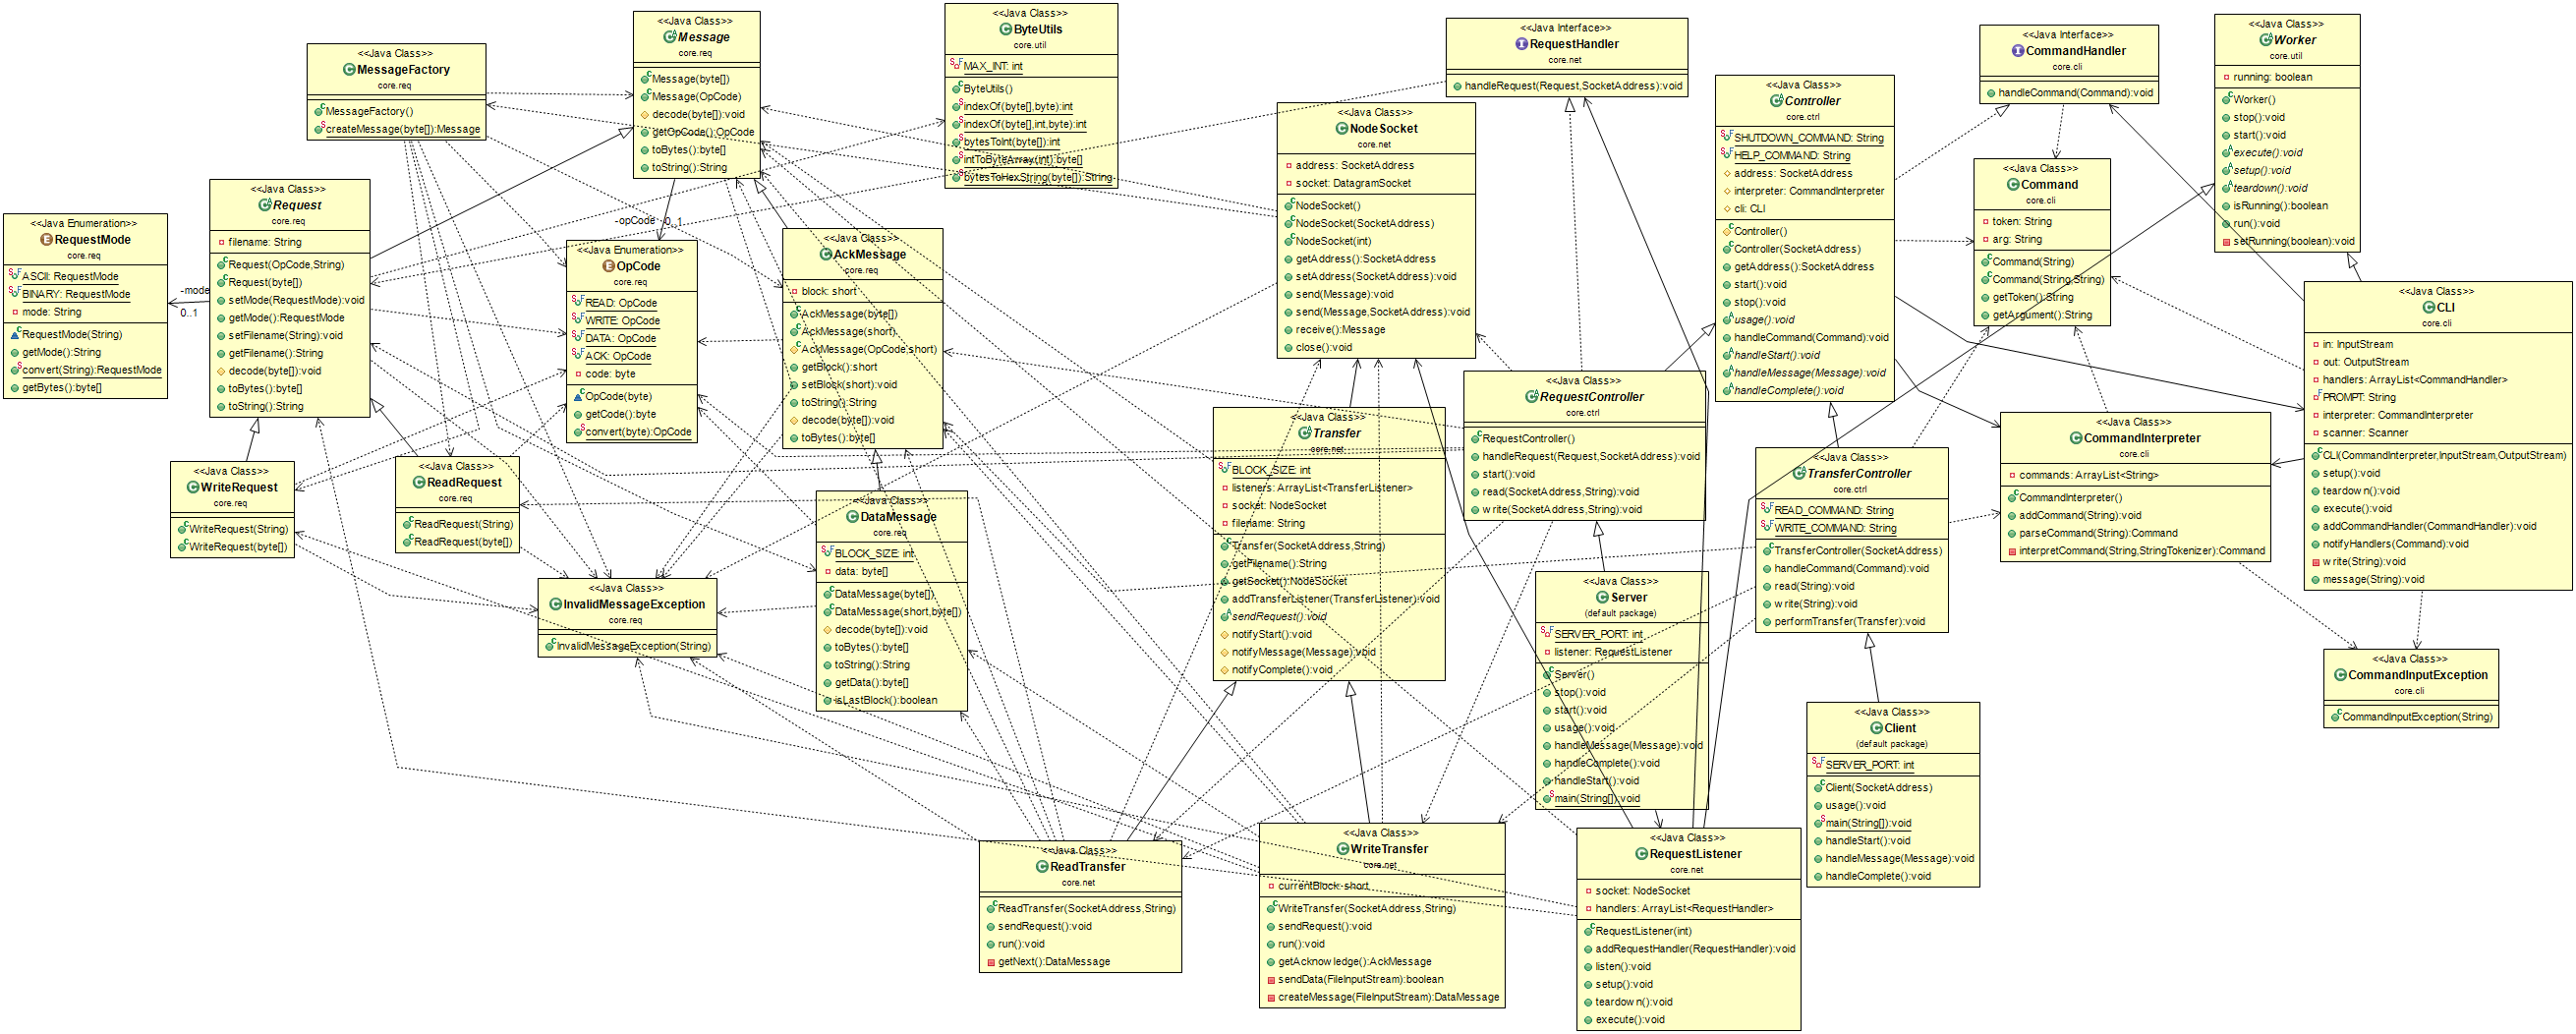 <<Java Class>>
MessageFactory
core.req
MessageFactory()
createMessage(byte[]):Message
<<Java Class>>
Message
core.req
Message(byte[])
Message(OpCode)
decode(byte[]):void
getOpCode():OpCode
toBytes():byte[]
toString():String
<<Java Class>>
ByteUtils
core.util
MAX_INT: int
ByteUtils()
indexOf(byte[],byte):int
indexOf(byte[],int,byte):int
bytesToInt(byte[]):int
intToByteArray(int):byte[]
bytesToHexString(byte[]):String
<<Java Interface>>
RequestHandler
core.net
handleRequest(Request,SocketAddress):void
<<Java Interface>>
CommandHandler
core.cli
handleCommand(Command):void
<<Java Class>>
Worker
core.util
running: boolean
Worker()
stop():void
start():void
execute():void
setup():void
teardown():void
isRunning():boolean
run():void
setRunning(boolean):void
<<Java Enumeration>>
RequestMode
core.req
ASCII: RequestMode
BINARY: RequestMode
mode: String
RequestMode(String)
getMode():String
convert(String):RequestMode
getBytes():byte[]
-mode
0..1
<<Java Class>>
Request
core.req
filename: String
Request(OpCode,String)
Request(byte[])
setMode(RequestMode):void
getMode():RequestMode
setFilename(String):void
getFilename():String
decode(byte[]):void
toBytes():byte[]
toString():String
-opCode
0..1
<<Java Enumeration>>
OpCode
core.req
READ: OpCode
WRITE: OpCode
DATA: OpCode
ACK: OpCode
code: byte
OpCode(byte)
getCode():byte
convert(byte):OpCode
<<Java Class>>
AckMessage
core.req
block: short
AckMessage(byte[])
AckMessage(short)
AckMessage(OpCode,short)
getBlock():short
setBlock(short):void
toString():String
decode(byte[]):void
toBytes():byte[]
<<Java Class>>
NodeSocket
core.net
address: SocketAddress
socket: DatagramSocket
NodeSocket()
NodeSocket(SocketAddress)
NodeSocket(int)
getAddress():SocketAddress
setAddress(SocketAddress):void
send(Message):void
send(Message,SocketAddress):void
receive():Message
close():void
<<Java Class>>
Controller
core.ctrl
SHUTDOWN_COMMAND: String
HELP_COMMAND: String
address: SocketAddress
interpreter: CommandInterpreter
cli: CLI
Controller()
Controller(SocketAddress)
getAddress():SocketAddress
start():void
stop():void
usage():void
handleCommand(Command):void
handleStart():void
handleMessage(Message):void
handleComplete():void
<<Java Class>>
Command
core.cli
token: String
arg: String
Command(String)
Command(String,String)
getToken():String
getArgument():String
<<Java Class>>
CLI
core.cli
in: InputStream
out: OutputStream
handlers: ArrayList<CommandHandler>
PROMPT: String
interpreter: CommandInterpreter
scanner: Scanner
CLI(CommandInterpreter,InputStream,OutputStream)
setup():void
teardown():void
execute():void
addCommandHandler(CommandHandler):void
notifyHandlers(Command):void
write(String):void
message(String):void
<<Java Class>>
WriteRequest
core.req
WriteRequest(String)
WriteRequest(byte[])
<<Java Class>>
ReadRequest
core.req
ReadRequest(String)
ReadRequest(byte[])
<<Java Class>>
InvalidMessageException
core.req
InvalidMessageException(String)
<<Java Class>>
DataMessage
core.req
BLOCK_SIZE: int
data: byte[]
DataMessage(byte[])
DataMessage(short,byte[])
decode(byte[]):void
toBytes():byte[]
toString():String
getData():byte[]
isLastBlock():boolean
<<Java Class>>
Transfer
core.net
BLOCK_SIZE: int
listeners: ArrayList<TransferListener>
socket: NodeSocket
filename: String
Transfer(SocketAddress,String)
getFilename():String
getSocket():NodeSocket
addTransferListener(TransferListener):void
sendRequest():void
notifyStart():void
notifyMessage(Message):void
notifyComplete():void
<<Java Class>>
RequestController
core.ctrl
RequestController()
handleRequest(Request,SocketAddress):void
start():void
read(SocketAddress,String):void
write(SocketAddress,String):void
<<Java Class>>
TransferController
core.ctrl
READ_COMMAND: String
WRITE_COMMAND: String
TransferController(SocketAddress)
handleCommand(Command):void
read(String):void
write(String):void
performTransfer(Transfer):void
<<Java Class>>
CommandInterpreter
core.cli
commands: ArrayList<String>
CommandInterpreter()
addCommand(String):void
parseCommand(String):Command
interpretCommand(String,StringTokenizer):Command
<<Java Class>>
CommandInputException
core.cli
CommandInputException(String)
<<Java Class>>
Server
(default package)
SERVER_PORT: int
listener: RequestListener
Server()
stop():void
start():void
usage():void
handleMessage(Message):void
handleComplete():void
handleStart():void
main(String[]):void
<<Java Class>>
Client
(default package)
SERVER_PORT: int
Client(SocketAddress)
usage():void
main(String[]):void
handleStart():void
handleMessage(Message):void
handleComplete():void
<<Java Class>>
ReadTransfer
core.net
ReadTransfer(SocketAddress,String)
sendRequest():void
run():void
getNext():DataMessage
<<Java Class>>
WriteTransfer
core.net
currentBlock: short
WriteTransfer(SocketAddress,String)
sendRequest():void
run():void
getAcknowledge():AckMessage
sendData(FileInputStream):boolean
createMessage(FileInputStream):DataMessage
<<Java Class>>
RequestListener
core.net
socket: NodeSocket
handlers: ArrayList<RequestHandler>
RequestListener(int)
addRequestHandler(RequestHandler):void
listen():void
setup():void
teardown():void
execute():void